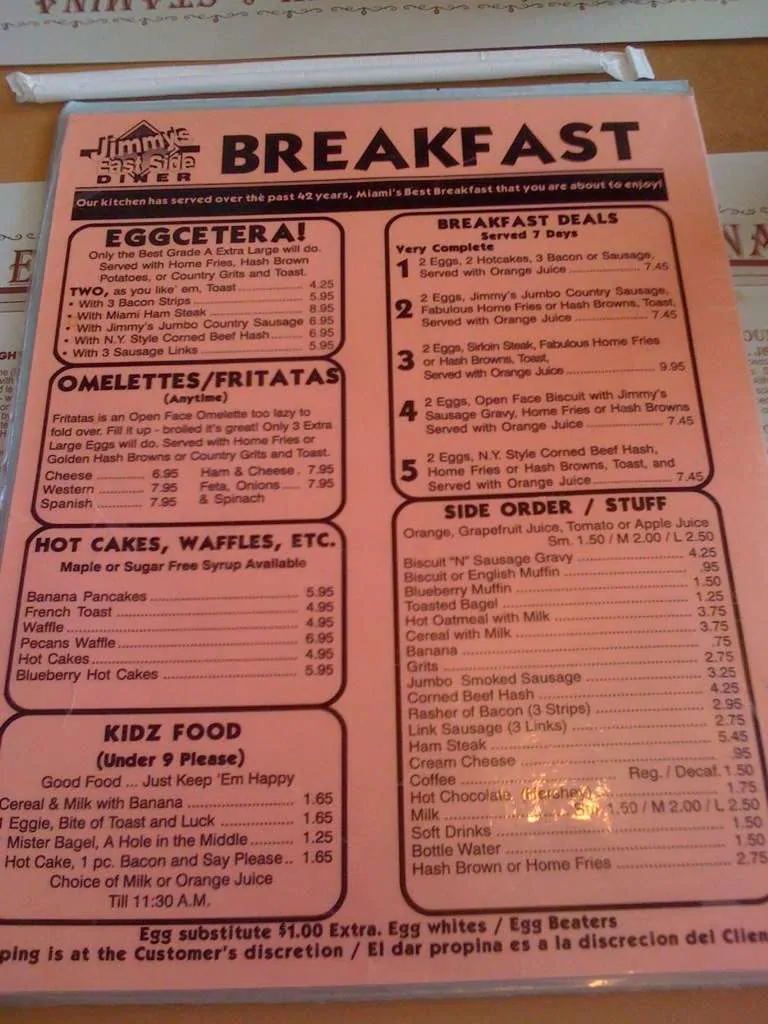 Jimmy's
East Side
DINER
BREAKFAST
Our kitchen has served over the past 42 years, Miami's Best Breakfast that you are about to enjoy!
EGGCETERA!
Only the Best Grade A Extra Large will do.
Served with Home Fries, Hash Brown
Potatoes, or Country Grits and Toast.
TWO, as you like' em, Toast 4.25
• With 3 Bacon Strips 5.95
• With Miami Ham Steak 8.95
• With Jimmy's Jumbo Country Sausage 6.95
• With N.Y. Style Corned Beef Hash 6.95
• With 3 Sausage Links 5.95
OMELETTES/FRITATAS
(Anytime)
Fritatas is an Open Face Omelette too lazy to
fold over. Fill it up - broiled it's great! Only 3 Extra
Large Eggs will do. Served with Home Fries or
Golden Hash Browns or Country Grits and Toast.
Cheese 6.95
Western 7.95
Spanish 7.95
Ham & Cheese 7.95
Feta, Onions 7.95
& Spinach
HOT CAKES, WAFFLES, ETC.
Maple or Sugar Free Syrup Available
Banana Pancakes 5.95
French Toast 4.95
Waffle 4.95
Pecans Waffle 6.95
Hot Cakes 4.95
Blueberry Hot Cakes 5.95
KIDZ FOOD
(Under 9 Please)
Good Food ... Just Keep 'Em Happy
Cereal & Milk with Banana 1.65
1 Eggie, Bite of Toast and Luck 1.65
Mister Bagel, A Hole in the Middle 1.25
Hot Cake, 1 pc. Bacon and Say Please 1.65
Choice of Milk or Orange Juice
Till 11:30 A.M.
BREAKFAST DEALS
Served 7 Days
Very Complete
1 2 Eggs, 2 Hotcakes, 3 Bacon or Sausage,
Served with Orange Juice 7.45
2 2 Eggs, Jimmy's Jumbo Country Sausage,
Fabulous Home Fries or Hash Browns, Toast,
Served with Orange Juice 7.45
3 2 Eggs, Sirloin Steak, Fabulous Home Fries
or Hash Browns, Toast,
Served with Orange Juice 9.95
4 2 Eggs, Open Face Biscuit with Jimmy's
Sausage Gravy, Home Fries or Hash Browns
Served with Orange Juice 7.45
5 2 Eggs, N.Y. Style Corned Beef Hash,
Home Fries or Hash Browns, Toast, and
Served with Orange Juice 7.45
SIDE ORDER / STUFF
Orange, Grapefruit Juice, Tomato or Apple Juice
Sm. 1.50 / M 2.00 / L 2.50
Biscuit "N" Sausage Gravy 4.25
Biscuit or English Muffin .95
Blueberry Muffin 1.50
Toasted Bagel 1.25
Hot Oatmeal with Milk 3.75
Cereal with Milk 3.75
Banana .75
Grits 2.75
Jumbo Smoked Sausage 3.25
Corned Beef Hash 4.25
Rasher of Bacon (3 Strips) 2.95
Link Sausage (3 Links) 2.75
Ham Steak 5.45
Cream Cheese .95
Coffee Reg. / Decaf. 1.50
Hot Chocolate (Hershey) 1.75
Milk Sm. 1.50 / M 2.00 / L 2.50
Soft Drinks 1.50
Bottle Water 1.50
Hash Brown or Home Fries 2.75
Egg substitute $1.00 Extra. Egg whites / Egg Beaters
ping is at the Customer's discretion / El dar propina es a la discrecion del Clien